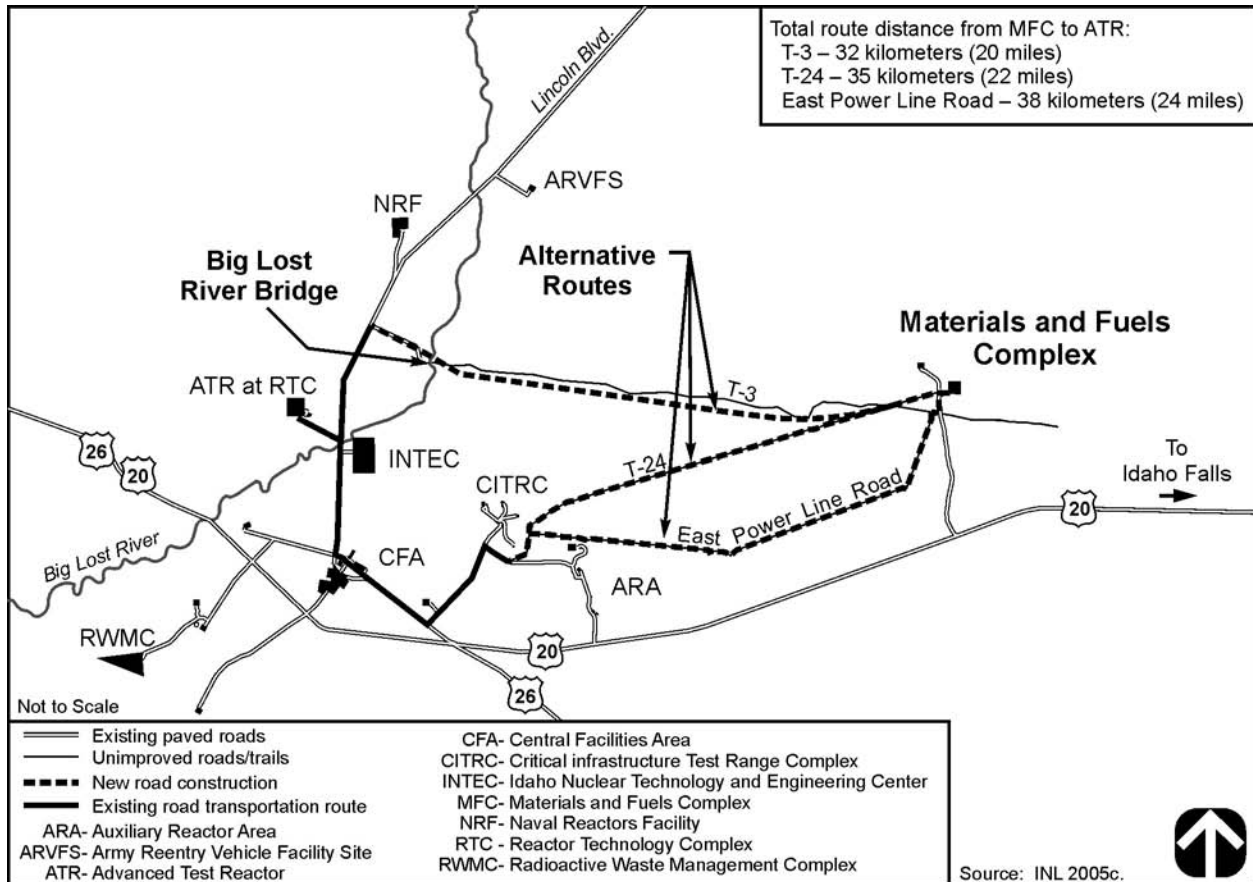 Total route distance from MFC to ATR:
T-3 – 32 kilometers (20 miles)
T-24 – 35 kilometers (22 miles)
East Power Line Road – 38 kilometers (24 miles)
Lincoln Blvd.
ARVFS
NRF
Big Lost
River Bridge
Alternative
Routes
Materials and Fuels
Complex
ATR at RTC
T-3
INTEC
26
20
T-24
CITRC
East Power Line Road
To
Idaho Falls
20
Big Lost River
CFA
ARA
RWMC
20
26
Not to Scale
Existing paved roads
Unimproved roads/trails
New road construction
Existing road transportation route
ARA- Auxiliary Reactor Area
ARVFS- Army Reentry Vehicle Facility Site
ATR- Advanced Test Reactor
CFA- Central Facilities Area
CITRC- Critical infrastructure Test Range Complex
INTEC- Idaho Nuclear Technology and Engineering Center
MFC- Materials and Fuels Complex
NRF- Naval Reactors Facility
RTC - Reactor Technology Complex
RWMC- Radioactive Waste Management Complex
Source: INL 2005c.